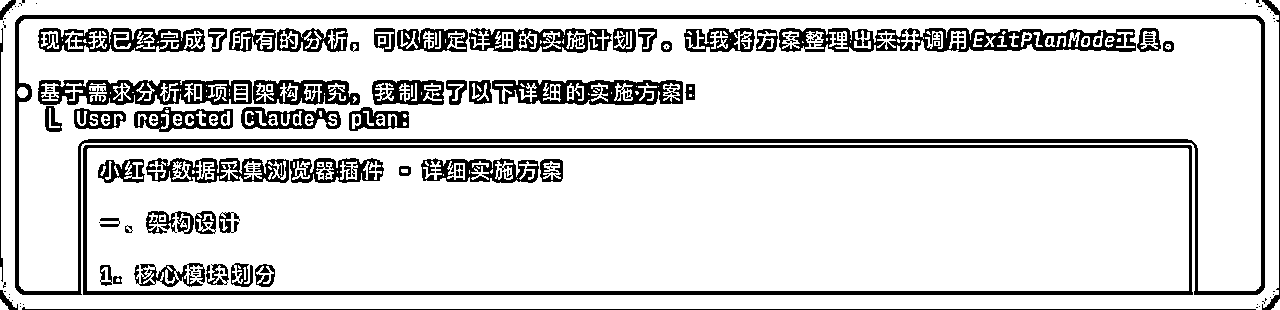 现在我已经完成了所有的分析，可以制定详细的实施计划了。让我将方案整理出来并调用ExitPlanMode工具。
基于需求分析和项目架构研究，我制定了以下详细的实施方案：
User rejected Claude's plan:
小红书数据采集浏览器插件 - 详细实施方案
一、架构设计
1. 核心模块划分